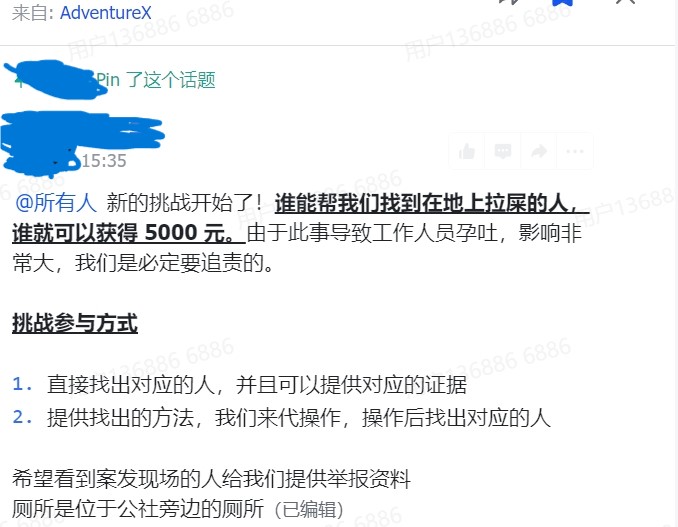 来自: AdventureX
Pin 了这个话题
15:35
@所有人 新的挑战开始了！谁能帮我们找到在地上拉屎的人，
谁就可以获得 5000 元。由于此事导致工作人员孕吐，影响非
常大，我们是必定要追责的。
挑战参与方式
1. 直接找出对应的人，并且可以提供对应的证据
2. 提供找出的方法，我们来代操作，操作后找出对应的人
希望看到案发现场的人给我们提供举报资料
厕所是位于公社旁边的厕所（已编辑）
用户136886 6886